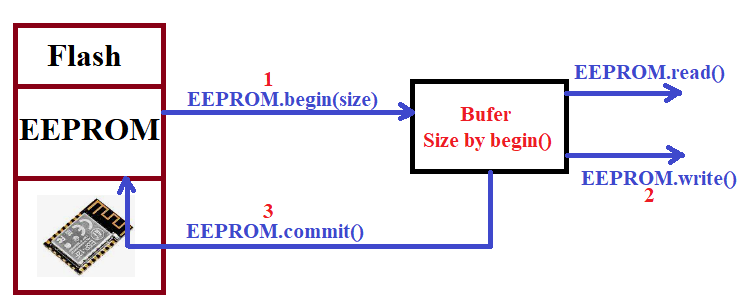 Flash
EEPROM
1
EEPROM.begin(size)
Bufer
Size by begin()
EEPROM.read()
EEPROM.write()
2
3
EEPROM.commit()